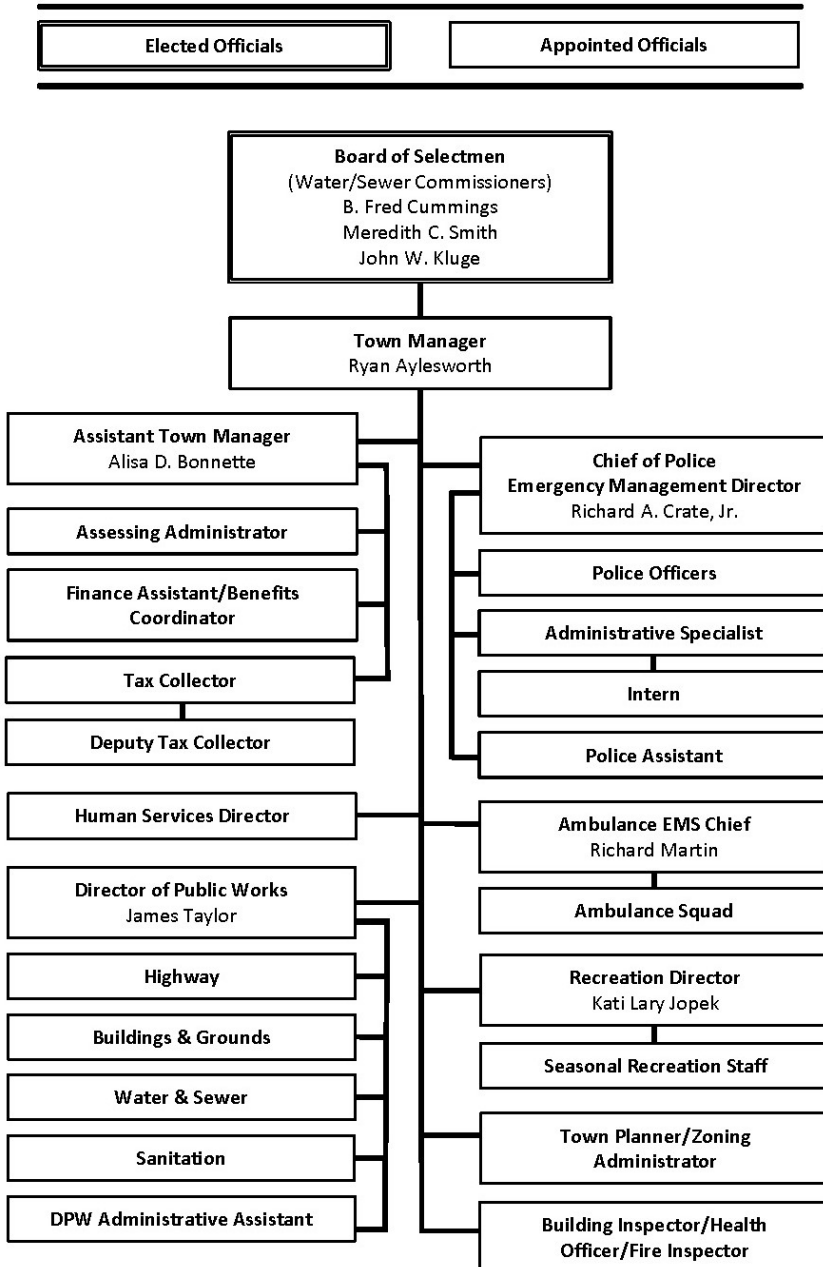 Elected Officials
Appointed Officials
Board of Selectmen
(Water/Sewer Commissioners)
B. Fred Cummings
Meredith C. Smith
John W. Kluge
Town Manager
Ryan Aylesworth
Assistant Town Manager
Alisa D. Bonnette
Assessing Administrator
Finance Assistant/Benefits
Coordinator
Tax Collector
Deputy Tax Collector
Human Services Director
Director of Public Works
James Taylor
Highway
Buildings & Grounds
Water & Sewer
Sanitation
DPW Administrative Assistant
Chief of Police
Emergency Management Director
Richard A. Crate, Jr.
Police Officers
Administrative Specialist
Intern
Police Assistant
Ambulance EMS Chief
Richard Martin
Ambulance Squad
Recreation Director
Kati Lary Jopek
Seasonal Recreation Staff
Town Planner/Zoning
Administrator
Building Inspector/Health
Officer/Fire Inspector